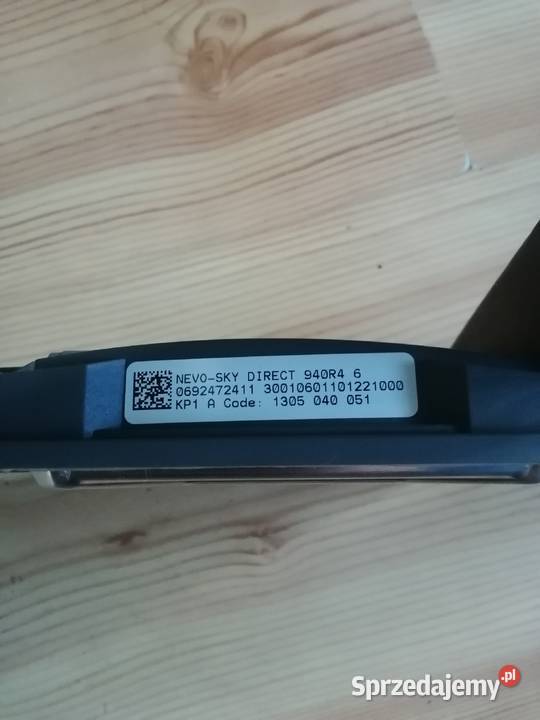 NEVO-SKY DIRECT 940R4 6
0692472411 30010601101221000
KP1 A Code: 1305 040 051
Sprzedajemy.pl